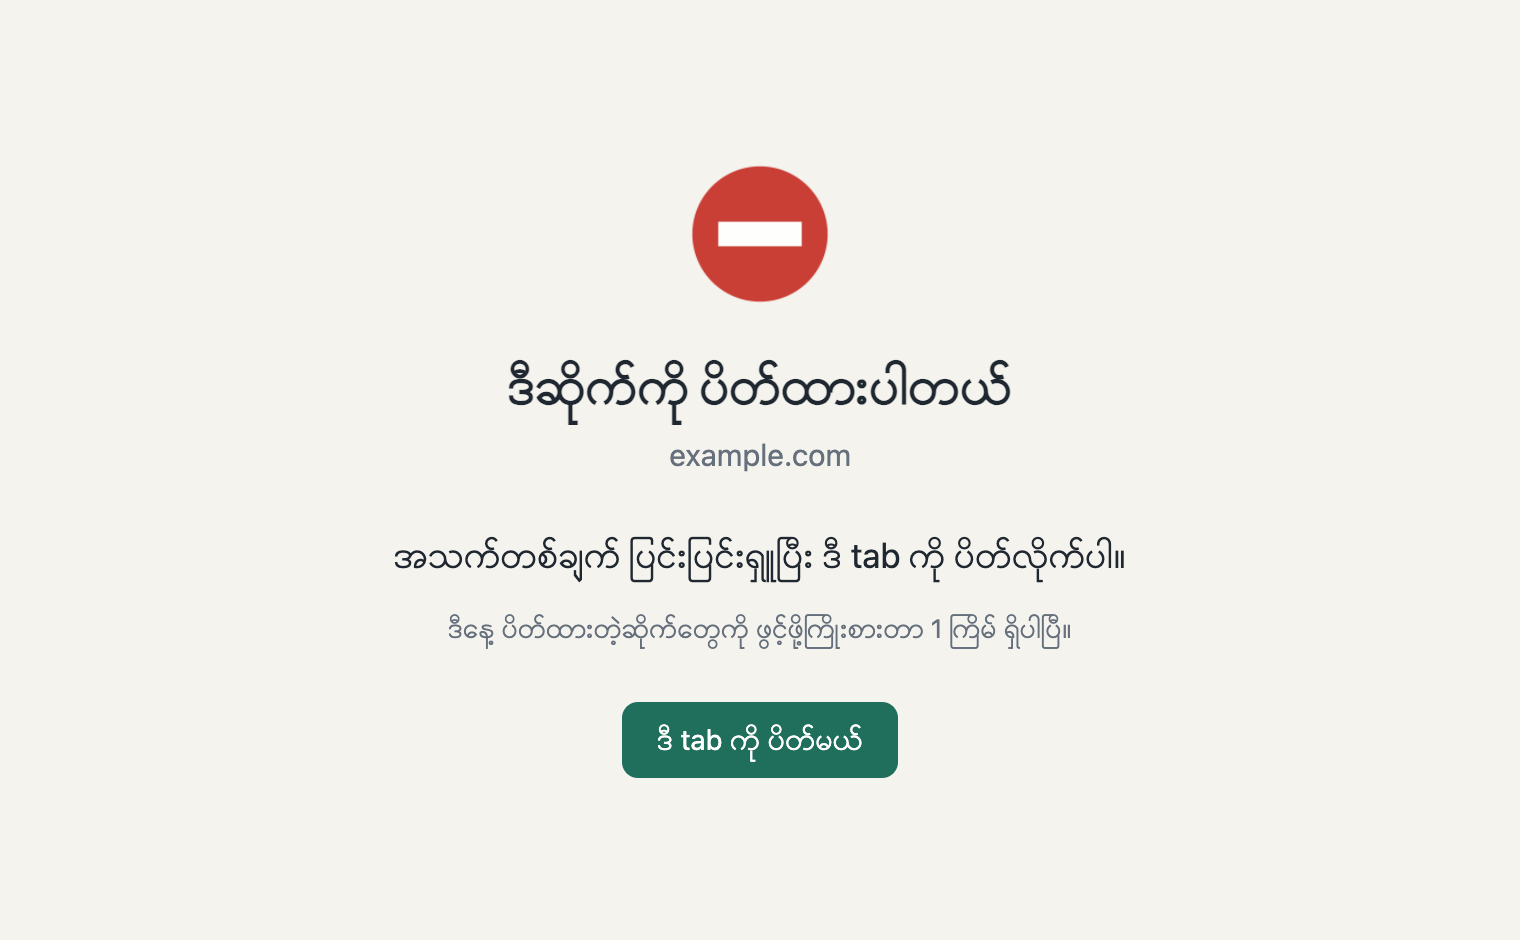 ဒီဆိုက်ကို ပိတ်ထားပါတယ်
example.com
အသက်တစ်ချက် ပြင်းပြင်းရှူပြီး ဒီ tab ကို ပိတ်လိုက်ပါ။
ဒီနေ့ ပိတ်ထားတဲ့ဆိုက်တွေကို ဖွင့်ဖို့ကြိုးစားတာ 1 ကြိမ် ရှိပါပြီ။
ဒီ tab ကို ပိတ်မယ်